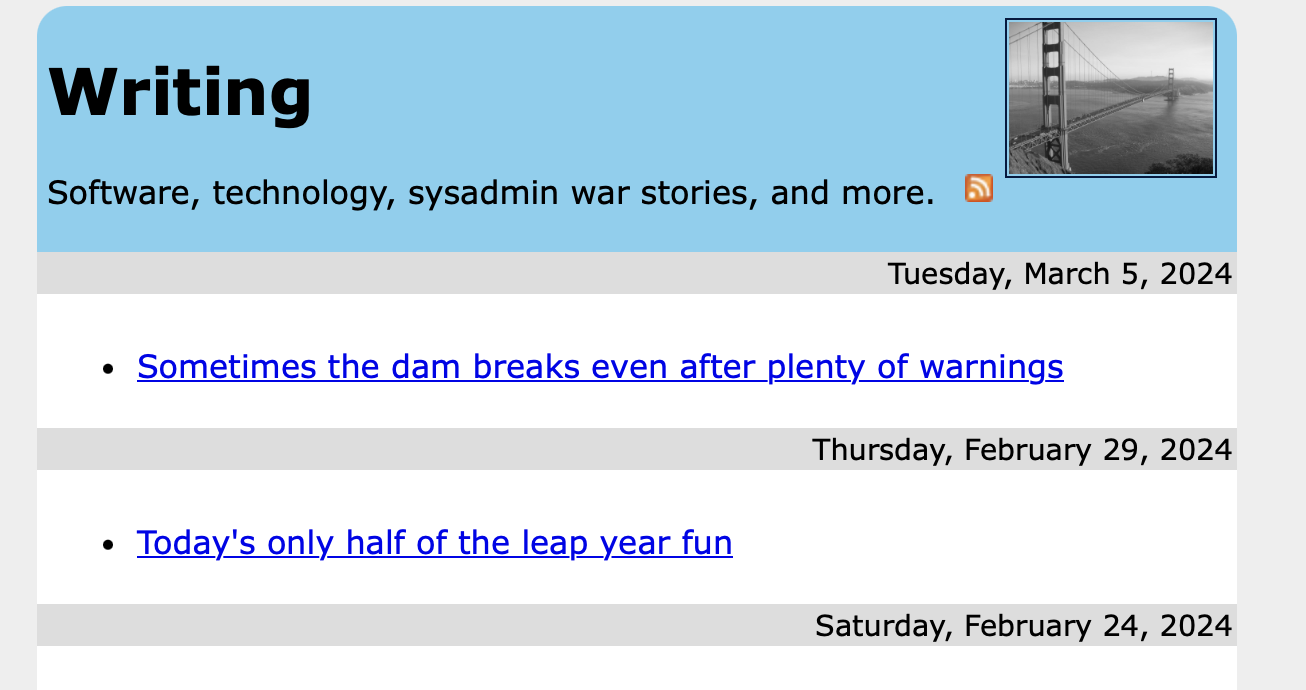 Writing
Software, technology, sysadmin war stories, and more.
Tuesday, March 5, 2024
• Sometimes the dam breaks even after plenty of warnings
Thursday, February 29, 2024
• Today's only half of the leap year fun
Saturday, February 24, 2024